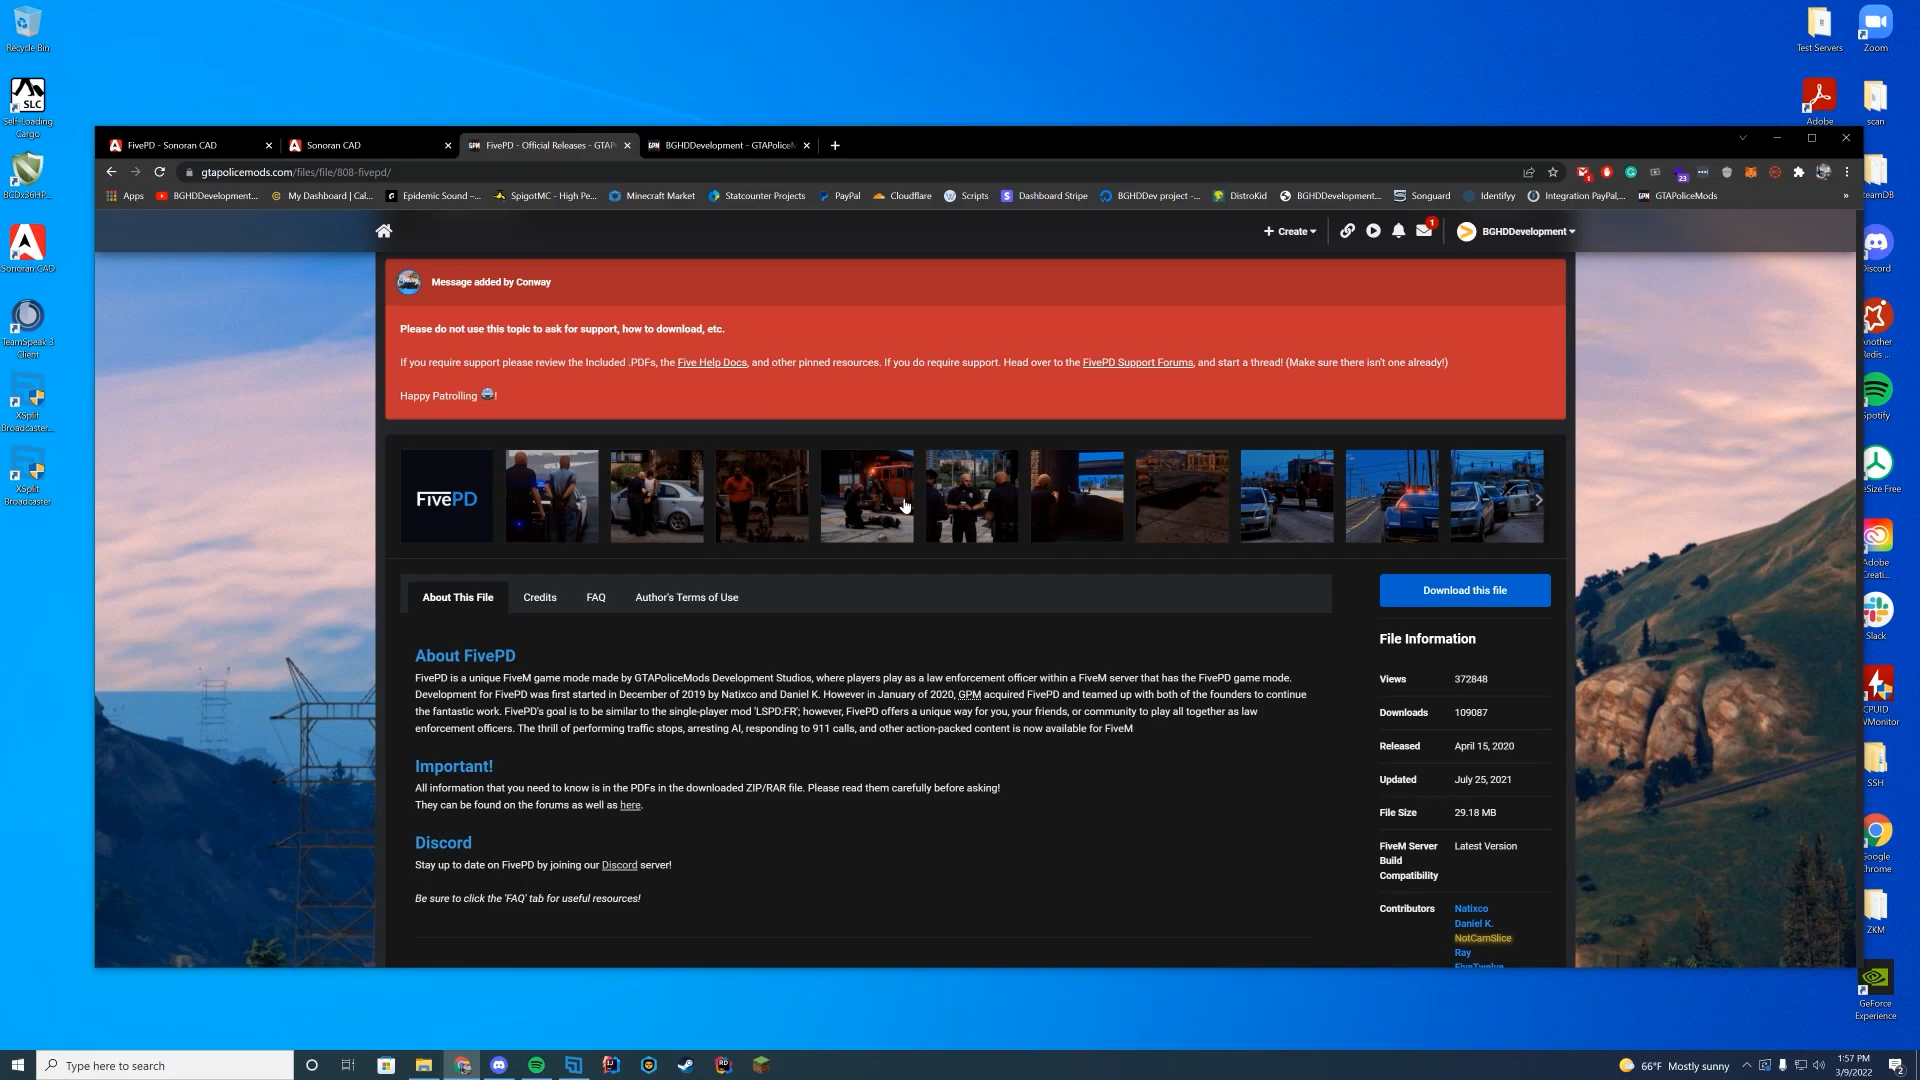 Recycle Bin
SLC
Self-Loading
Cargo
Sonoran CAD
TeamSpeak 3
Client
XSplit
Broadcaster...
XSplit
Broadcaster
Test Servers
Zoom
Adobe
scan
FivePD - Sonoran CAD
Sonoran CAD
FivePD - Official Releases - GTAP
BGHDDevelopment - GTAPoliceM
gtapolicemods.com/files/file/808-fivepd/
Apps
BGHDDevelopment...
My Dashboard | Cal...
Epidemic Sound –...
SpigotMC - High Pe...
Minecraft Market
Statcounter Projects
PayPal
Cloudflare
Scripts
Dashboard Stripe
BGHDDev project -...
DistroKid
BGHDDevelopment...
Songuard
Identifyy
Integration PayPal,...
GTAPoliceMods
»
+ Create
1
BGHDDevelopment
Message added by Conway
Please do not use this topic to ask for support, how to download, etc.
If you require support please review the Included .PDFs, the Five Help Docs, and other pinned resources. If you do require support. Head over to the FivePD Support Forums, and start a thread! (Make sure there isn't one already!)
Happy Patrolling 🚔!
FivePD
About This File
Credits
FAQ
Author's Terms of Use
Download this file
About FivePD
FivePD is a unique FiveM game mode made by GTAPoliceMods Development Studios, where players play as a law enforcement officer within a FiveM server that has the FivePD game mode.
Development for FivePD was first started in December of 2019 by Natixco and Daniel K. However in January of 2020, GPM acquired FivePD and teamed up with both of the founders to continue
the fantastic work. FivePD's goal is to be similar to the single-player mod 'LSPD:FR'; however, FivePD offers a unique way for you, your friends, or community to play all together as law
enforcement officers. The thrill of performing traffic stops, arresting AI, responding to 911 calls, and other action-packed content is now available for FiveM
Important!
All information that you need to know is in the PDFs in the downloaded ZIP/RAR file. Please read them carefully before asking!
They can be found on the forums as well as here.
Discord
Stay up to date on FivePD by joining our Discord server!
Be sure to click the 'FAQ' tab for useful resources!
File Information
Views 372848
Downloads 109087
Released April 15, 2020
Updated July 25, 2021
File Size 29.18 MB
FiveM Server Latest Version
Build
Compatibility
Contributors Natixco
Daniel K.
NotCamSlice
Ray
FiveTwelve
teamDB
Discord
Another
Redis ...
Spotify
eSize Free
Adobe
Creati...
Slack
CPUID
WMonitor
SSH
Google
Chrome
ZKM
GeForce
Experience
Type here to search
66°F Mostly sunny
1:57 PM
3/9/2022
2